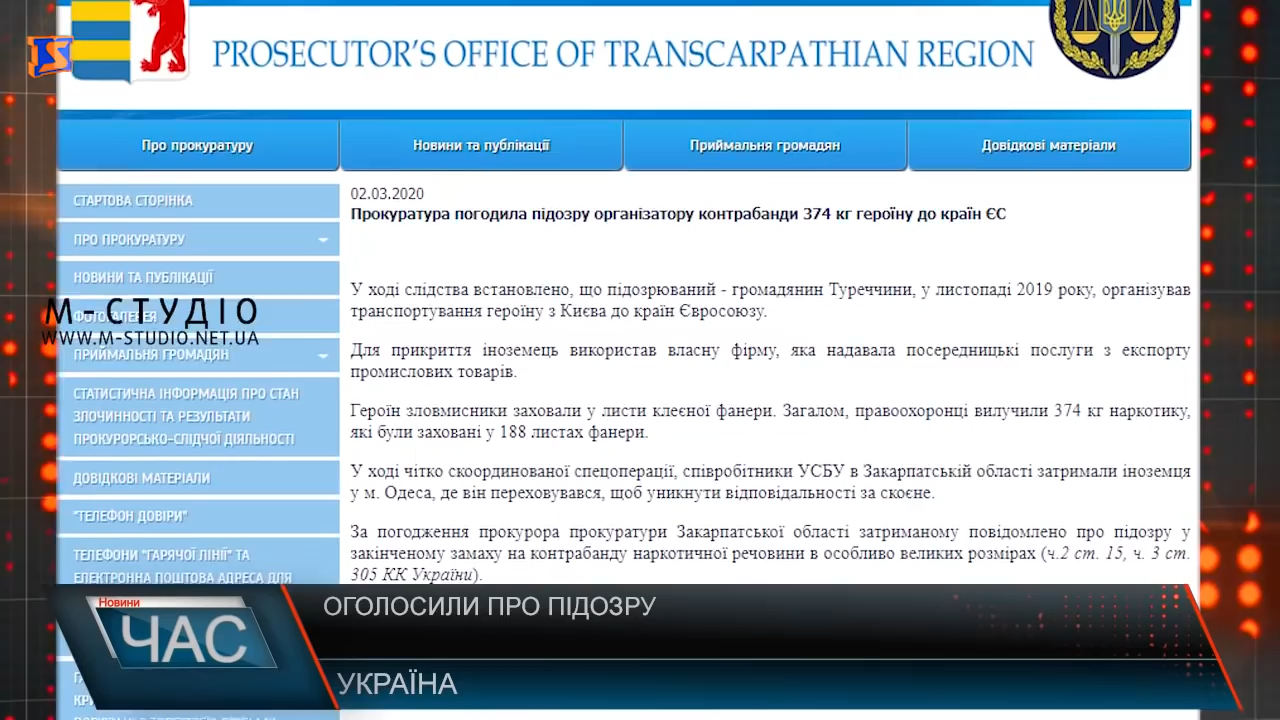 PROSECUTOR'S OFFICE OF TRANSCARPATHIAN REGION
Про прокуратуру
Новини та публікації
Приймальня громадян
Довідкові матеріали
СТАРТОВА СТОРІНКА
ПРО ПРОКУРАТУРУ
НОВИНИ ТА ПУБЛІКАЦІЇ
ФОТОГАЛЕРЕЯ
М-СТУДІО
WWW.M-STUDIO.NET.UA
ПРИЙМАЛЬНЯ ГРОМАДЯН
СТАТИСТИЧНА ІНФОРМАЦІЯ ПРО СТАН
ЗЛОЧИННОСТІ ТА РЕЗУЛЬТАТИ
ПРОКУРОРСЬКО-СЛІДЧОЇ ДІЯЛЬНОСТІ
ДОВІДКОВІ МАТЕРІАЛИ
"ТЕЛЕФОН ДОВІРИ"
ТЕЛЕФОНИ "ГАРЯЧОЇ ЛІНІЇ" ТА
ЕЛЕКТРОННА ПОШТОВА АДРЕСА ДЛЯ
02.03.2020
Прокуратура погодила підозру організатору контрабанди 374 кг героїну до країн ЄС
У ході слідства встановлено, що підозрюваний - громадянин Туреччини, у листопаді 2019 року, організував
транспортування героїну з Києва до країн Євросоюзу.
Для прикриття іноземець використав власну фірму, яка надавала посередницькі послуги з експорту
промислових товарів.
Героїн зловмисники заховали у листи клеєної фанери. Загалом, правоохоронці вилучили 374 кг наркотику,
які були заховані у 188 листах фанери.
У ході чітко скоординованої спецоперації, співробітники УСБУ в Закарпатській області затримали іноземця
у м. Одеса, де він переховувався, щоб уникнути відповідальності за скоєне.
За погодження прокурора прокуратури Закарпатської області затриманому повідомлено про підозру у
закінченому замаху на контрабанду наркотичної речовини в особливо великих розмірах (ч.2 ст. 15, ч. 3 ст.
305 КК України).
Новини
ЧАС
ОГОЛОСИЛИ ПРО ПІДОЗРУ
УКРАЇНА